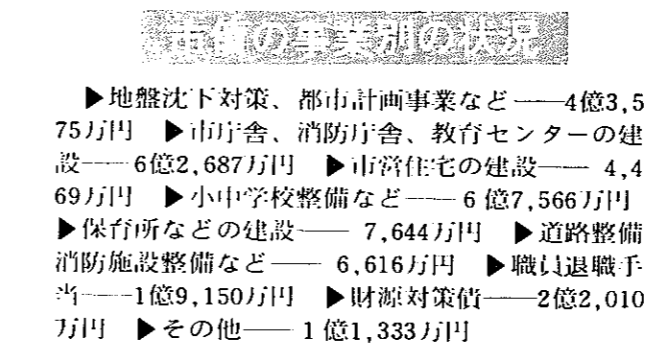 市債の事業別の状況
▶地盤沈下対策、都市計画事業など——4億3,5
75万円　▶市庁舎、消防庁舎、教育センターの建
設——6億2,687万円　▶市営住宅の建設—— 4,4
69万円　▶小中学校整備など——6億7,566万円
▶保育所などの建設—— 7,644万円　▶道路整備
消防施設整備など—— 6,616万円　▶職員退職手
当——1億9,150万円　▶財源対策債——2億2,010
万円　▶その他——1億1,333万円